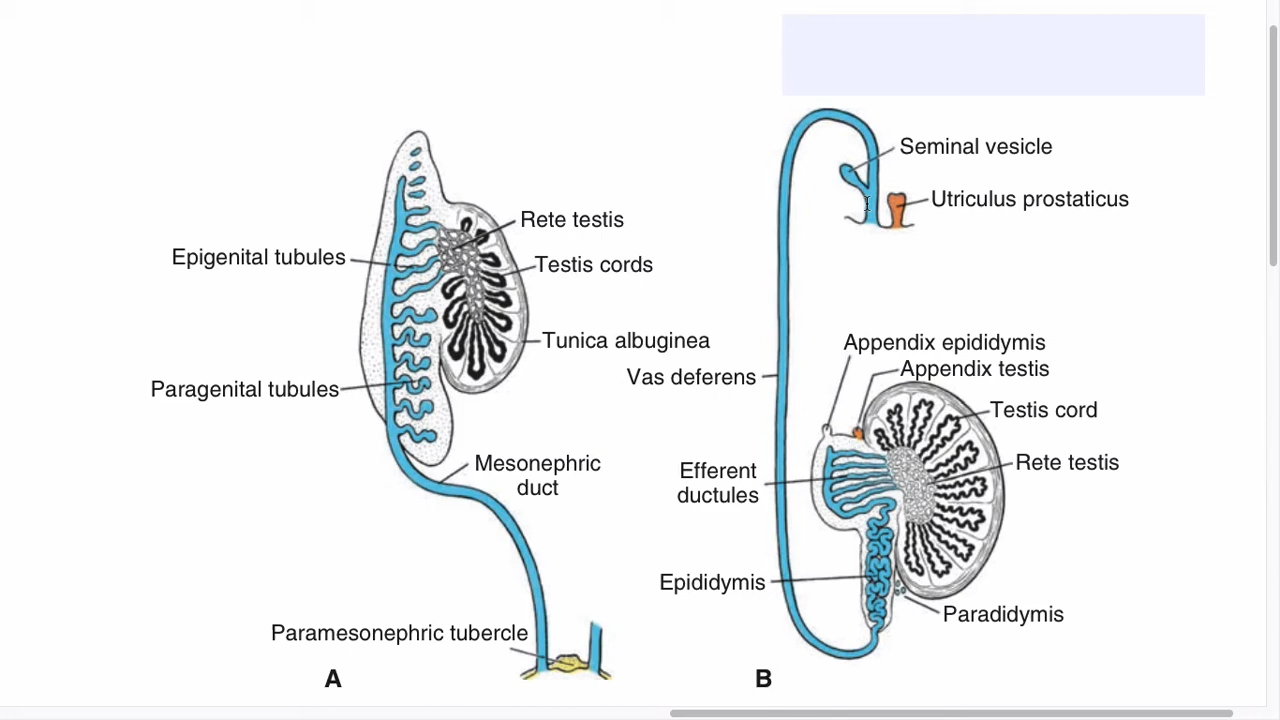 Rete testis
Epigenital tubules
Testis cords
Tunica albuginea
Paragenital tubules
Mesonephric
duct
Paramesonephric tubercle
A
Seminal vesicle
Utriculus prostaticus
Appendix epididymis
Appendix testis
Vas deferens
Testis cord
Rete testis
Efferent
ductules
Epididymis
Paradidymis
B